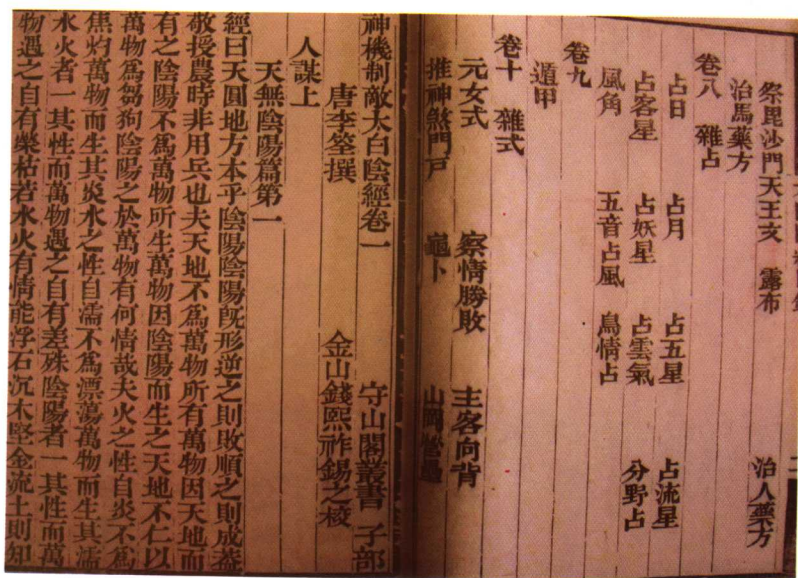 祭毘沙門天王文 露布 治人藥方
治馬藥方
卷八 雜占
占日 占月 占五星 占流星
占客星 占妖星 占雲氣 分野占
風角 五音占風 鳥情占
卷九
遁甲
卷十 雜式
元女式 察情勝敗 主客向背
推神煞門戶 龜卜 山岡
神機制敵太白陰經卷一 守山閣叢書 子部
唐李筌撰 金山錢熙祚錫之校
人謀上
天無陰陽篇第一
經曰天圓地方本乎陰陽陰陽旣形逆之則敗順之則成蓋
敬授農時非用兵也夫天地不爲萬物所有萬物因天地而
有之陰陽不爲萬物所生萬物因陰陽而生之天地不仁以
萬物爲芻狗陰陽之於萬物有何情哉夫火之性自炎不爲
焦灼萬物而生其炎水之性自濡不爲漂蕩萬物而生其濡
水火者一其性而萬物遇之自有差殊陰陽者一其性而萬
物遇之自有榮枯若水火有情能浮石沉木堅金流土則知